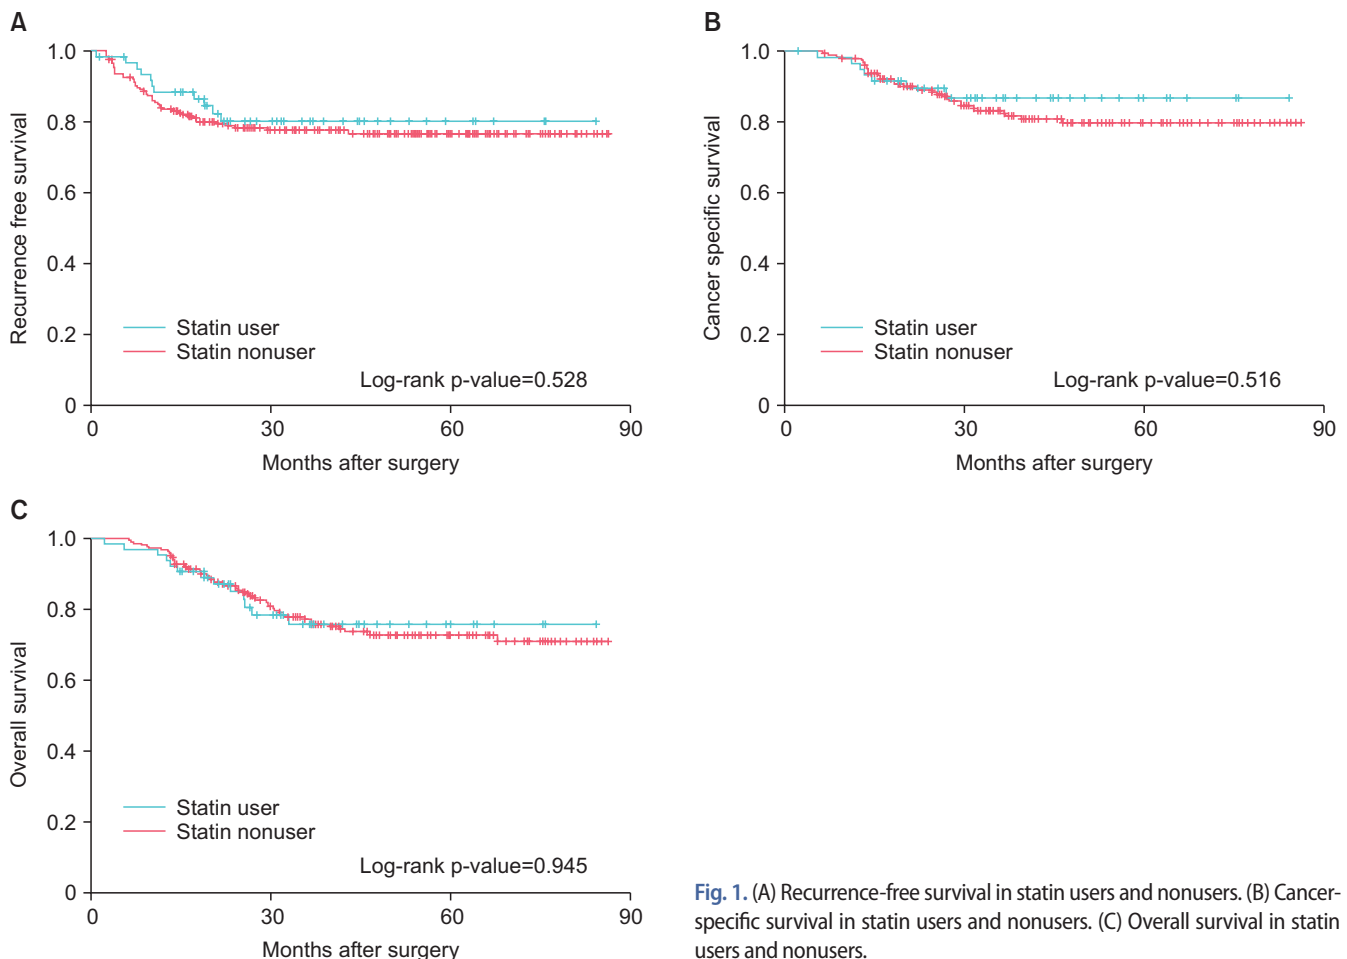 A
1.0
0.8
0.6
0.4
0.2
0
Recurrence free survival
Statin user
Statin nonuser
Log-rank p-value=0.528
0 30 60 90
Months after surgery
B
1.0
0.8
0.6
0.4
0.2
0
Cancer specific survival
Statin user
Statin nonuser
Log-rank p-value=0.516
0 30 60 90
Months after surgery
C
1.0
0.8
0.6
0.4
0.2
0
Overall survival
Statin user
Statin nonuser
Log-rank p-value=0.945
0 30 60 90
Months after surgery
Fig. 1. (A) Recurrence-free survival in statin users and nonusers. (B) Cancer-
specific survival in statin users and nonusers. (C) Overall survival in statin
users and nonusers.